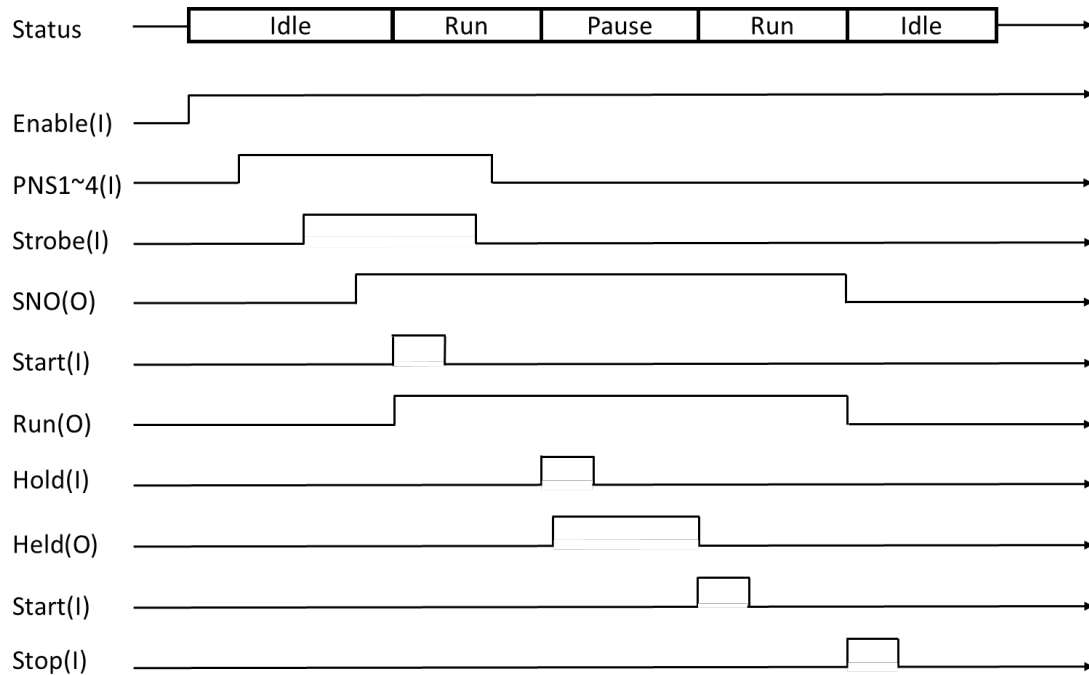 Status Idle Run Pause Run Idle
Enable(I)
PNS1~4(I)
Strobe(I)
SNO(O)
Start(I)
Run(O)
Hold(I)
Held(O)
Start(I)
Stop(I)